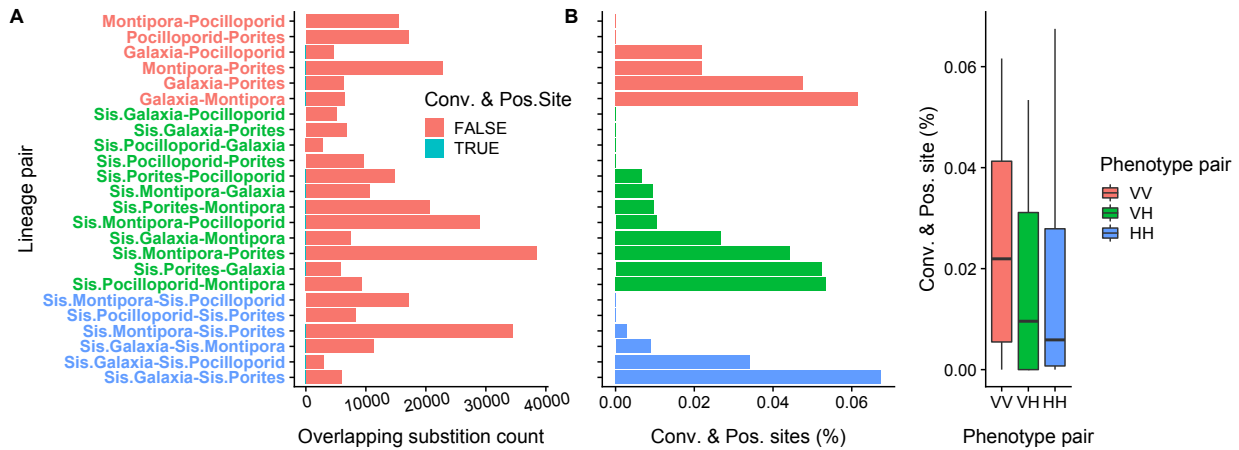 A
B
Lineage pair
Montipora-Pocilloporid
Pocilloporid-Porites
Galaxia-Pocilloporid
Montipora-Porites
Galaxia-Porites
Galaxia-Montipora
Sis.Galaxia-Pocilloporid
Sis.Galaxia-Porites
Sis.Pocilloporid-Galaxia
Sis.Pocilloporid-Porites
Sis.Porites-Pocilloporid
Sis.Montipora-Galaxia
Sis.Porites-Montipora
Sis.Montipora-Pocilloporid
Sis.Galaxia-Montipora
Sis.Montipora-Porites
Sis.Porites-Galaxia
Sis.Pocilloporid-Montipora
Sis.Montipora-Sis.Pocilloporid
Sis.Pocilloporid-Sis.Porites
Sis.Montipora-Sis.Porites
Sis.Galaxia-Sis.Montipora
Sis.Galaxia-Sis.Pocilloporid
Sis.Galaxia-Sis.Porites
Conv. & Pos.Site
FALSE
TRUE
0 10000 20000 30000 40000
Overlapping substition count
0.00 0.02 0.04 0.06
Conv. & Pos. sites (%)
Conv. & Pos. site (%)
0.06
0.04
0.02
0.00
VV VH HH
Phenotype pair
Phenotype pair
VV
VH
HH